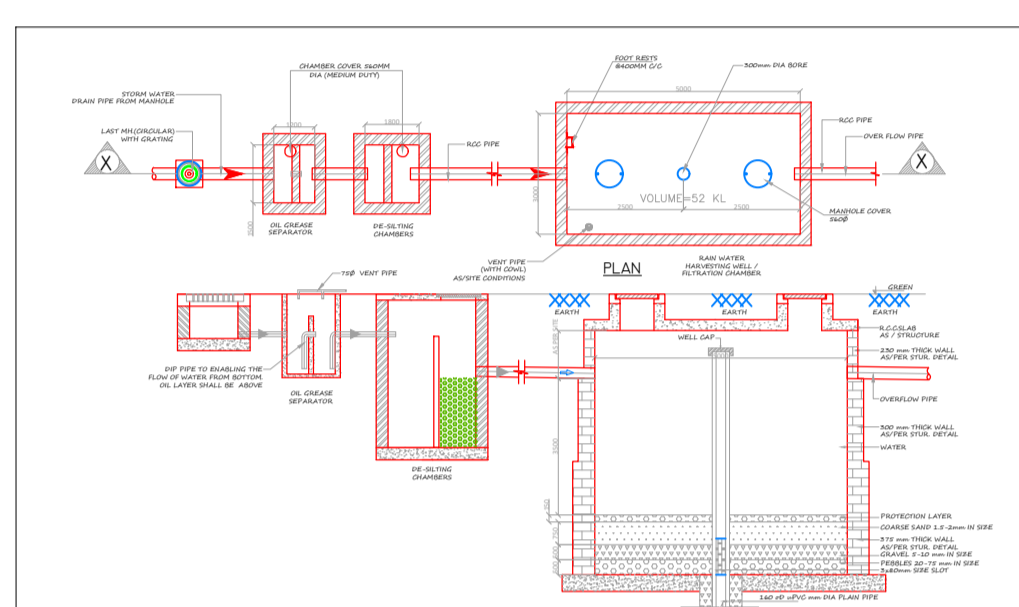 FOOT RESTS
@400MM C/C
CHAMBER COVER 560MM
DIA (MEDIUM DUTY)
300mm DIA BORE
5000
STORM WATER
DRAIN PIPE FROM MANHOLE
RCC PIPE
OVER FLOW PIPE
LAST MH.(CIRCULAR)
WITH GRATING
1800
RCC PIPE
X
X
VOLUME=52 KL
3000
2500
2500
1500
MANHOLE COVER
560Ø
OIL GREASE
SEPARATOR
DE-SILTING
CHAMBERS
VENT PIPE
(WITH COWL)
AS/SITE CONDITIONS
PLAN
RAIN WATER
HARVESTING WELL /
FILTRATION CHAMBER
75Ø VENT PIPE
GREEN
EARTH
EARTH
EARTH
R.C.C.SLAB
AS / STRUCTURE
AS PER SITE
WELL CAP
230 mm THICK WALL
AS/PER STUR. DETAIL
DIP PIPE TO ENABLING THE
FLOW OF WATER FROM BOTTOM.
OIL LAYER SHALL BE ABOVE
OIL GREASE
SEPARATOR
OVERFLOW PIPE
300 mm THICK WALL
AS/PER STUR. DETAIL
WATER
3500
DE-SILTING
CHAMBERS
PROTECTION LAYER
COARSE SAND 1.5-2mm IN SIZE
750
375 mm THICK WALL
AS/PER STUR. DETAIL
GRAVEL 5-10 mm IN SIZE
PEBBLES 20-75 mm IN SIZE
3x80mm SIZE SLOT
160 OD uPVC mm DIA PLAIN PIPE